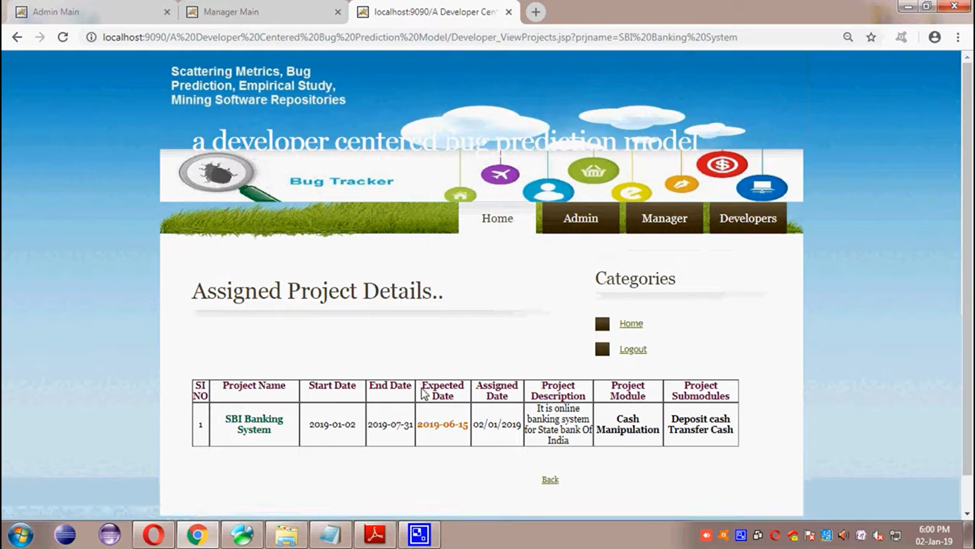 Admin Main
Manager Main
localhost:9090/A Developer Cen
localhost:9090/A%20Developer%20Centered%20Bug%20Prediction%20Model/Developer_ViewProjects.jsp?prjname=SBI%20Banking%20System
Scattering Metrics, Bug
Prediction, Empirical Study,
Mining Software Repositories
a developer centered bug prediction model
Bug Tracker
Home Admin Manager Developers
Assigned Project Details..
Categories
Home
Logout
SI NO Project Name Start Date End Date Expected Date Assigned Date Project Description Project Module Project Submodules
1 SBI Banking System 2019-01-02 2019-07-31 2019-06-15 02/01/2019 It is online banking system for State bank Of India Cash Manipulation Deposit cash Transfer Cash
Back
6:00 PM
02-Jan-19